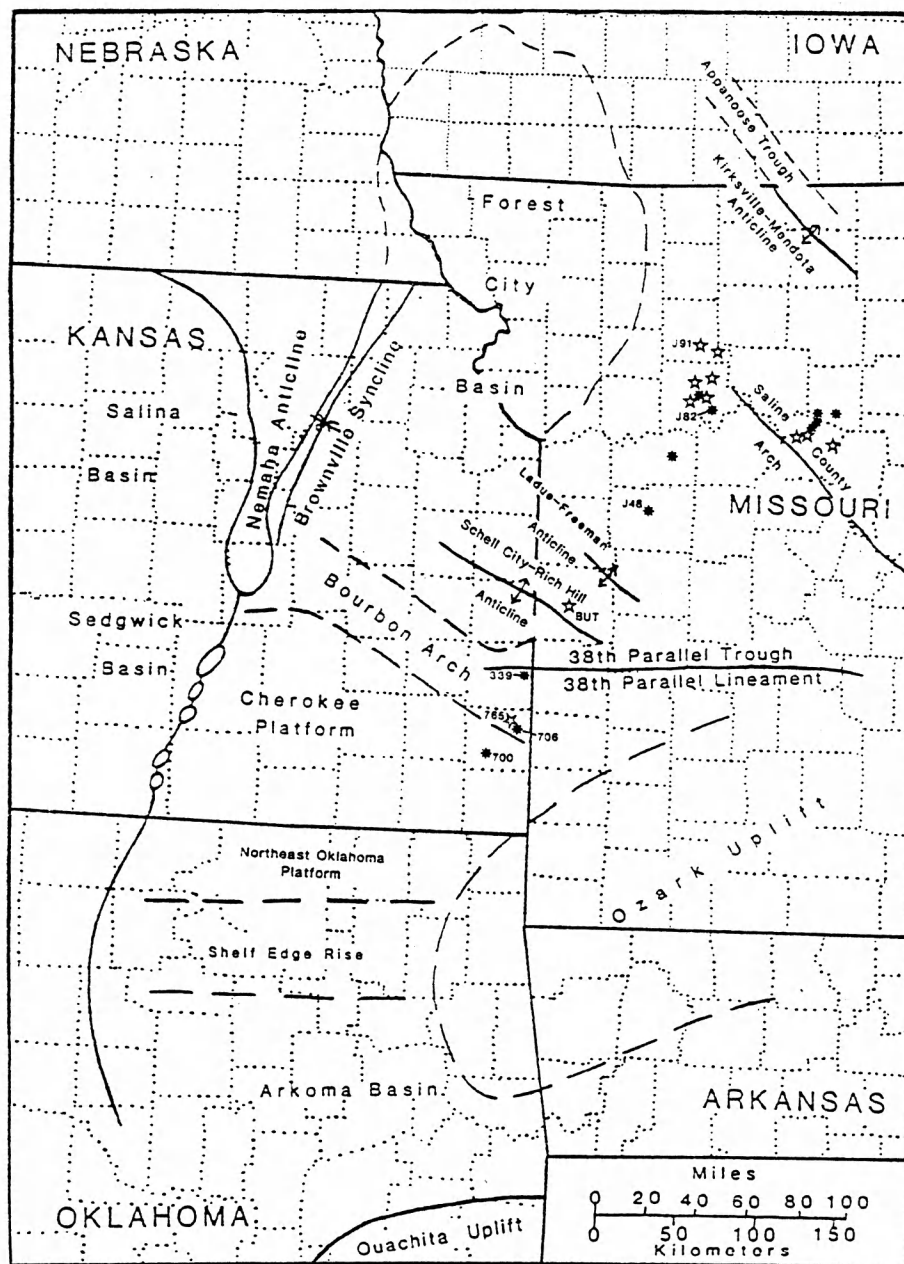 NEBRASKA
IOWA
Appanoose Trough
Kirksville-Mendota
Anticline
Forest
City
Basin
KANSAS
Salina
Basin
Nemaha Anticline
Brownville Syncline
J91
J82
Saline
County
Arch
MISSOURI
J48
Ladue-Freeman
Anticline
Schell City-Rich Hill
Anticline
BUT
Bourbon Arch
Sedgwick
Basin
38th Parallel Trough
38th Parallel Lineament
339
Cherokee
Platform
765
706
700
Ozark Uplift
Northeast Oklahoma
Platform
Shelf Edge Rise
Arkoma Basin
ARKANSAS
OKLAHOMA
Ouachita Uplift
Miles
0 20 40 60 80 100
0 50 100 150
Kilometers